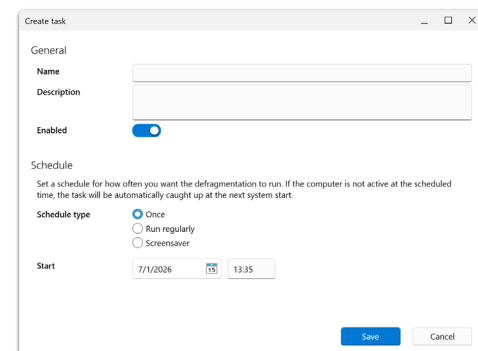 Create task
General
Name
Description
Enabled
Schedule
Set a schedule for how often you want the defragmentation to run. If the computer is not active at the scheduled
time, the task will be automatically caught up at the next system start.
Schedule type
Once
Run regularly
Screensaver
Start 7/1/2026 15 13:35
Save Cancel